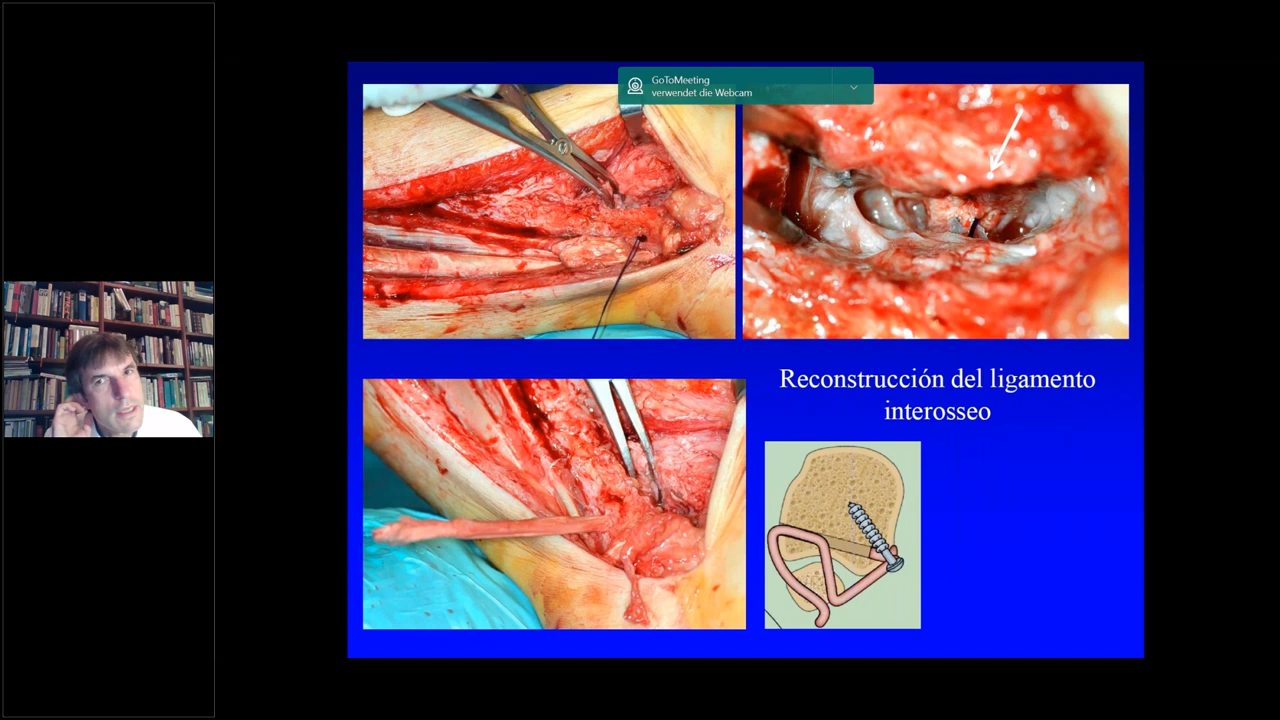 GoToMeeting
verwendet die Webcam
Reconstrucción del ligamento
interosseo